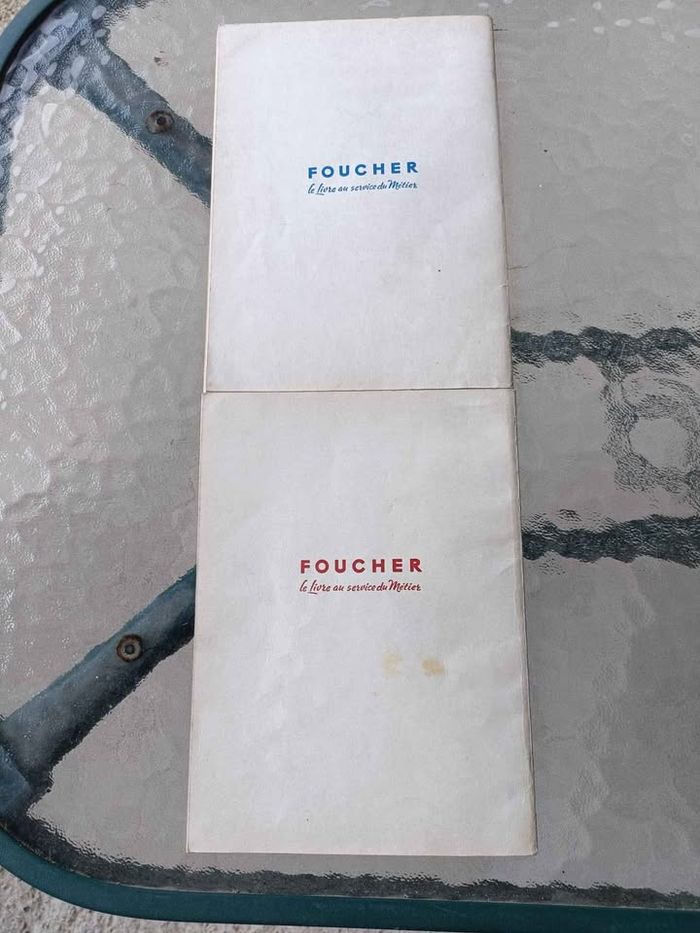 FOUCHER
le Livre au service du Métier
FOUCHER
le Livre au service du Métier